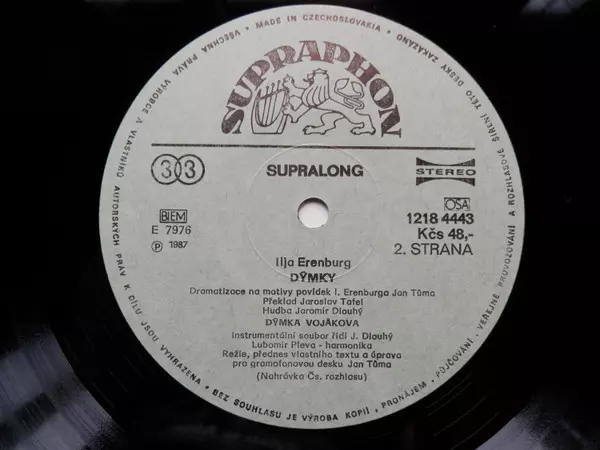 MADE IN CZECHOSLOVAKIA · VŠECHNA PRÁVA VÝROBCE A VLASTNÍKŮ AUTORSKÝCH PRÁV K DÍLU JSOU VYHRAZENA · BEZ SOUHLASU JE VÝROBA KOPIÍ, PRONÁJEM, PŮJČOVÁNÍ, VEŘEJNÉ PROVOZOVÁNÍ A ROZHLASOVÉ ŠÍŘENÍ TÉTO DESKY ZAKÁZÁNO
SUPRAPHON
33
SUPRALONG
STEREO
BIEM
E 7976
℗ 1987
OSA
1218 4443
Kčs 48,-
2. STRANA
Ilja Erenburg
DÝMKY
Dramatizace na motivy povídek I. Erenburga Jan Tůma
Překlad Jaroslav Tafel
Hudba Jaromír Dlouhý
DÝMKA VOJÁKOVA
Instrumentální soubor řídí J. Dlouhý
Lubomír Pleva - harmonika
Režie, přednes vlastního textu a úprava
pro gramofonovou desku Jan Tůma
(Nahrávka Čs. rozhlasu)